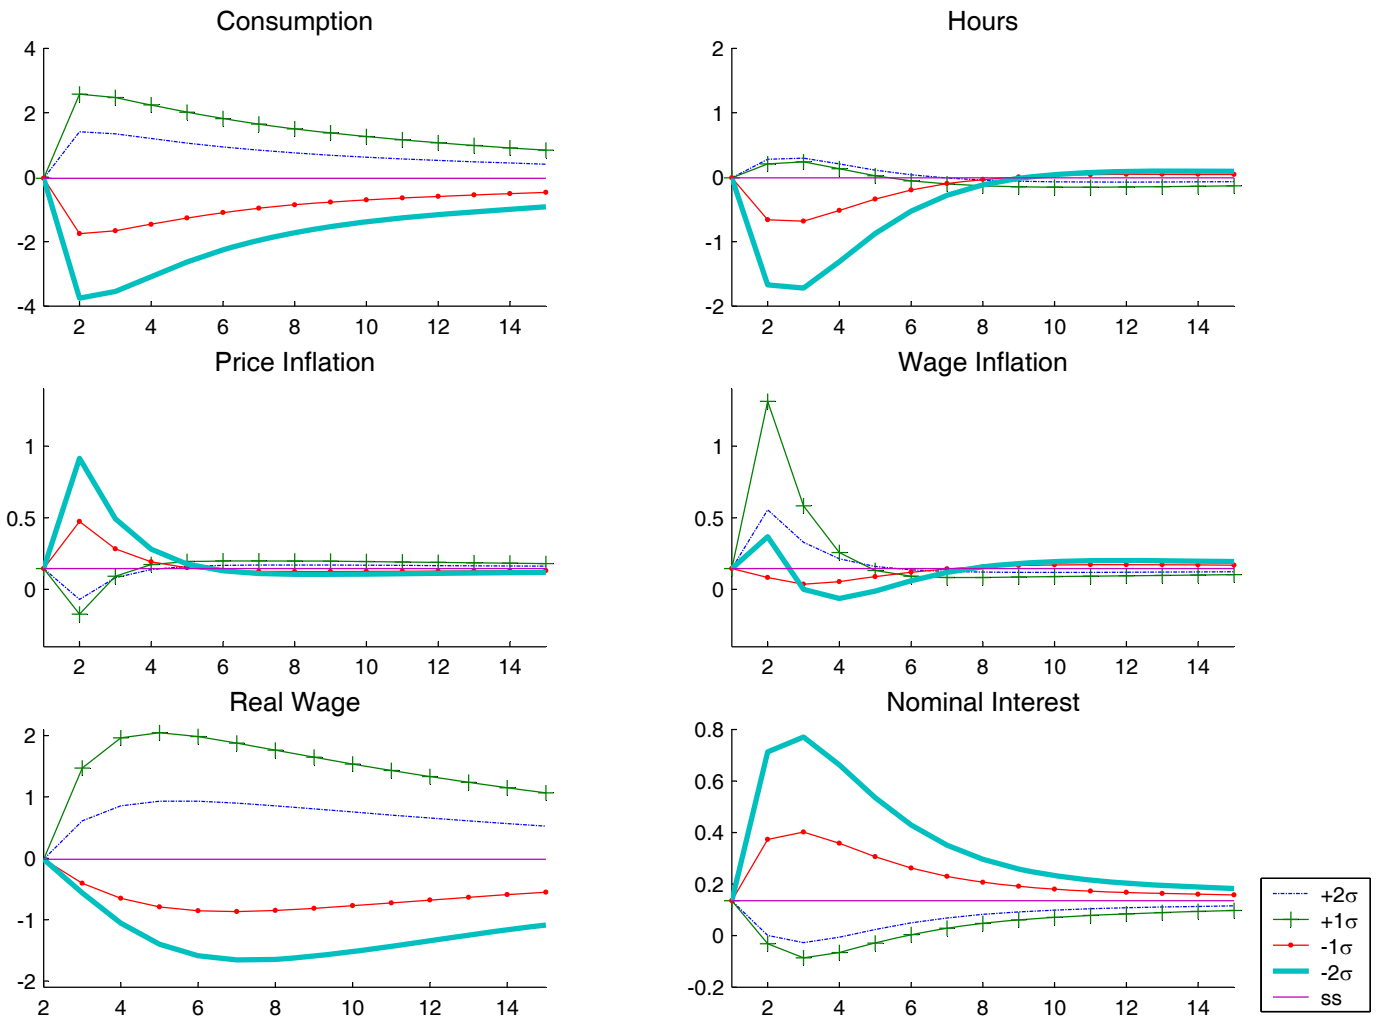 Consumption
4
2
0
-2
-4
2 4 6 8 10 12 14
Hours
2
1
0
-1
-2
2 4 6 8 10 12 14
Price Inflation
1
0.5
0
2 4 6 8 10 12 14
Wage Inflation
1
0.5
0
2 4 6 8 10 12 14
Real Wage
2
1
0
-1
-2
2 4 6 8 10 12 14
Nominal Interest
0.8
0.6
0.4
0.2
0
-0.2
2 4 6 8 10 12 14
+2σ
+1σ
-1σ
-2σ
ss